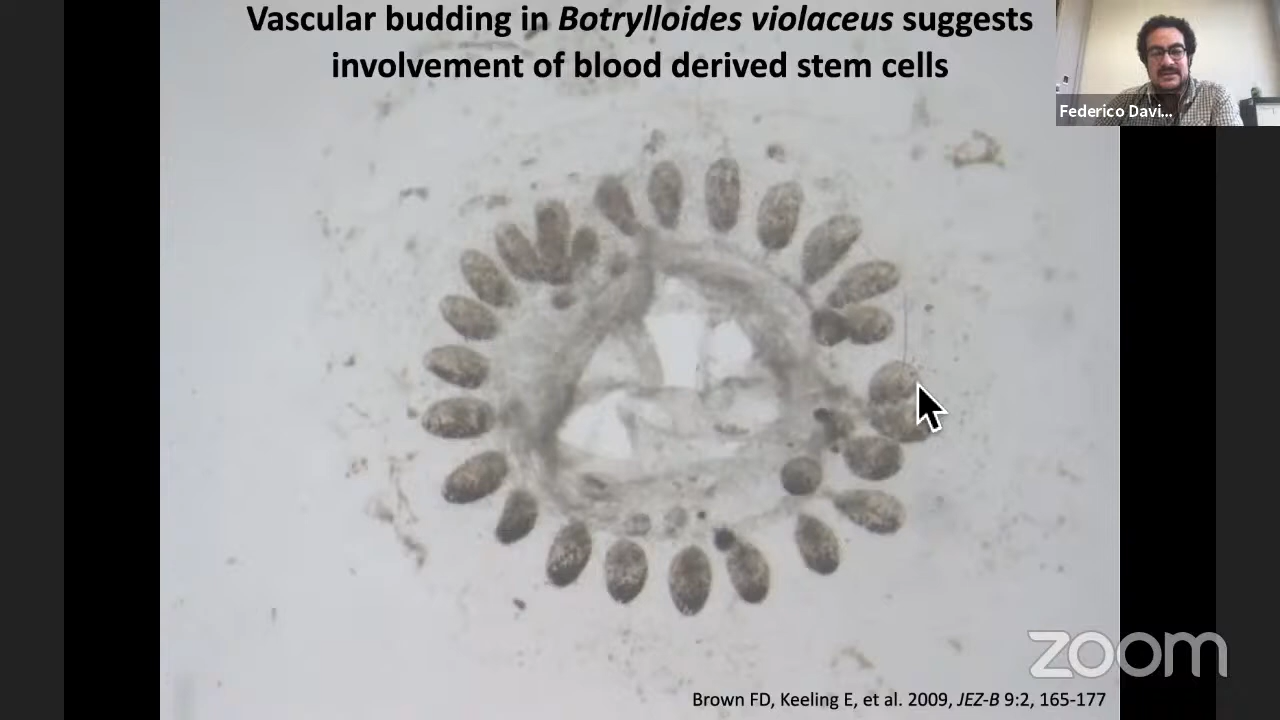 Vascular budding in Botrylloides violaceus suggests
involvement of blood derived stem cells
Federico Davi...
zoom
Brown FD, Keeling E, et al. 2009, JEZ-B 9:2, 165-177